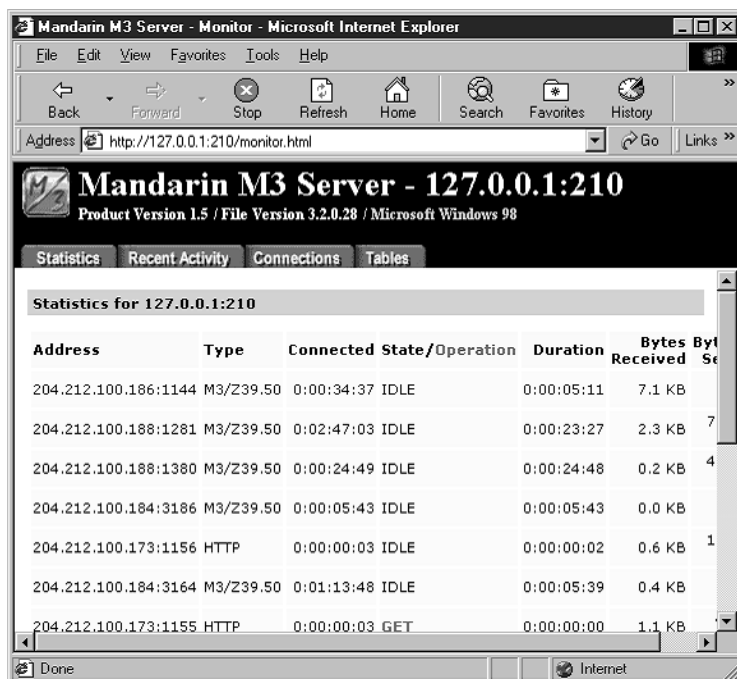 Mandarin M3 Server - Monitor - Microsoft Internet Explorer
File Edit View Favorites Tools Help
Back Forward Stop Refresh Home Search Favorites History »
Address http://127.0.0.1:210/monitor.html Go Links »
M/3 Mandarin M3 Server - 127.0.0.1:210
Product Version 1.5 / File Version 3.2.0.28 / Microsoft Windows 98
Statistics Recent Activity Connections Tables
Statistics for 127.0.0.1:210
Address Type Connected State/Operation Duration Bytes Received
204.212.100.186:1144 M3/Z39.50 0:00:34:37 IDLE 0:00:05:11 7.1 KB
204.212.100.188:1281 M3/Z39.50 0:02:47:03 IDLE 0:00:23:27 2.3 KB 7
204.212.100.188:1380 M3/Z39.50 0:00:24:49 IDLE 0:00:24:48 0.2 KB 4
204.212.100.184:3186 M3/Z39.50 0:00:05:43 IDLE 0:00:05:43 0.0 KB
204.212.100.173:1156 HTTP 0:00:00:03 IDLE 0:00:00:02 0.6 KB 1
204.212.100.184:3164 M3/Z39.50 0:01:13:48 IDLE 0:00:05:39 0.4 KB
204.212.100.173:1155 HTTP 0:00:00:03 GET 0:00:00:00 1.1 KB
Done Internet